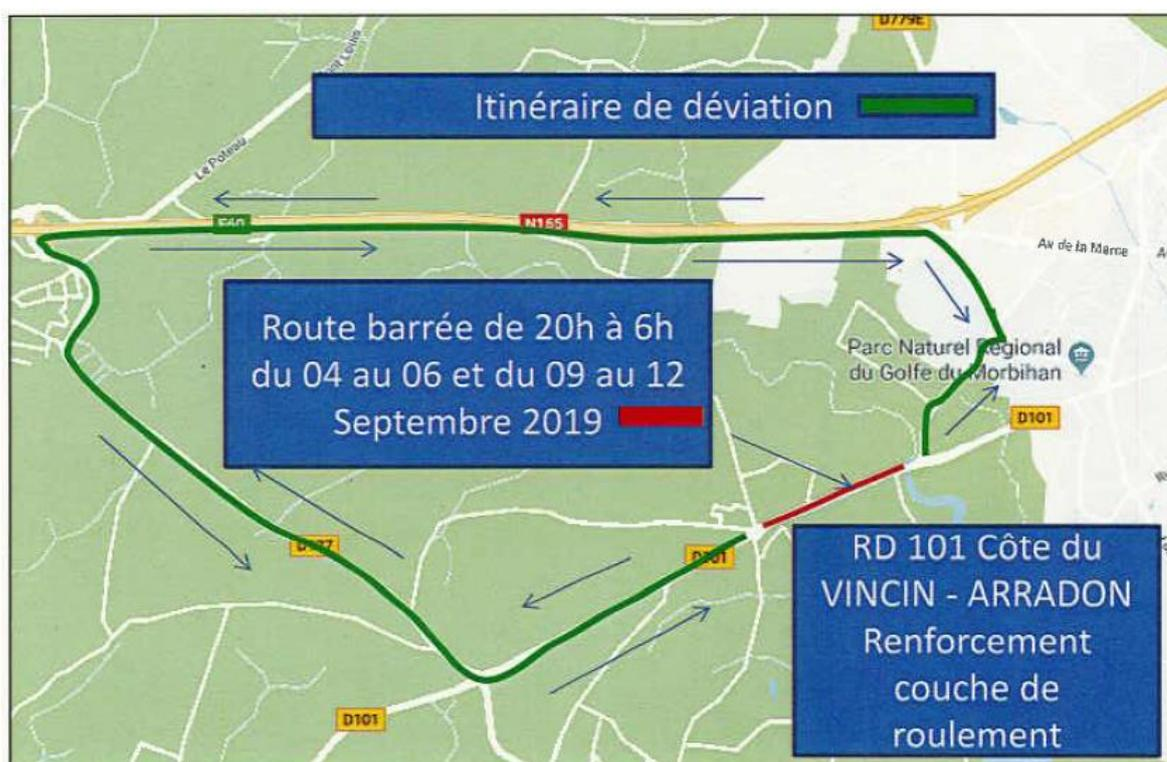 D779E
Itinéraire de déviation
Le Poteau
E60
N165
Av de la Marne
Route barrée de 20h à 6h
du 04 au 06 et du 09 au 12
Septembre 2019
Parc Naturel Régional
du Golfe du Morbihan
D101
D101
D101
RD 101 Côte du
VINCIN - ARRADON
Renforcement
couche de
roulement